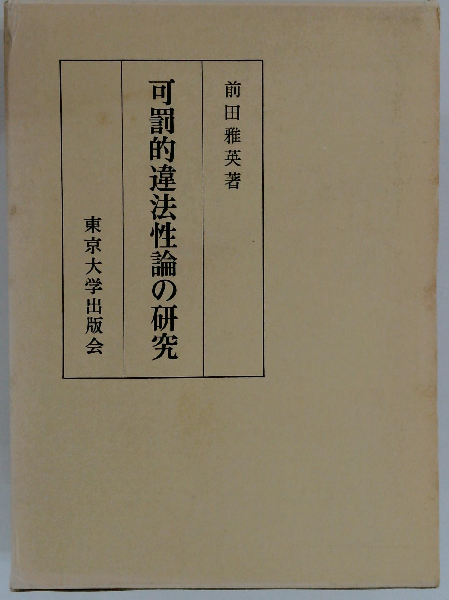 前田雅英著
可罰的違法性論の研究
東京大学出版会